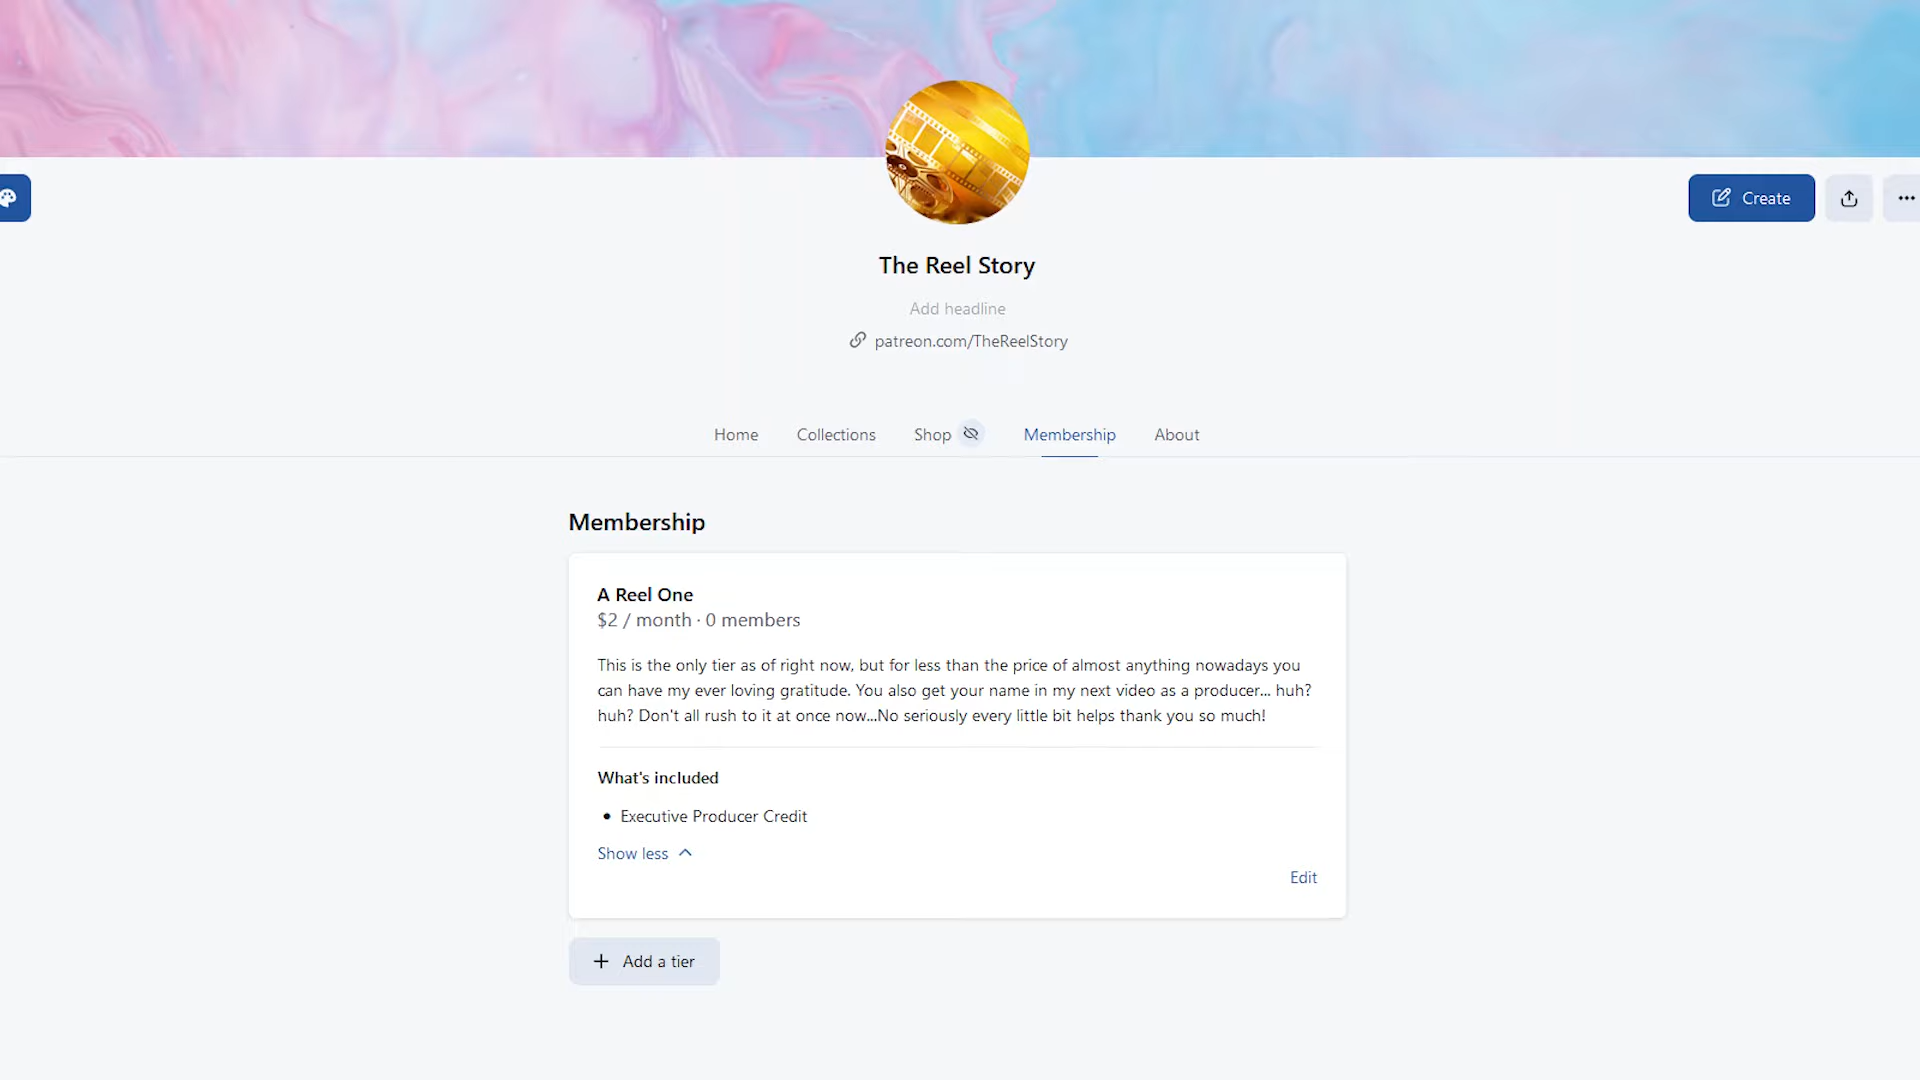 Create
The Reel Story
Add headline
patreon.com/TheReelStory
Home
Collections
Shop
Membership
About
Membership
A Reel One
$2 / month · 0 members
This is the only tier as of right now, but for less than the price of almost anything nowadays you
can have my ever loving gratitude. You also get your name in my next video as a producer... huh?
huh? Don't all rush to it at once now...No seriously every little bit helps thank you so much!
What's included
• Executive Producer Credit
Show less
Edit
+ Add a tier